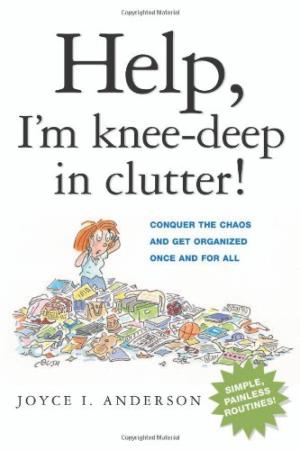 Help,
I'm knee-deep
in clutter!
CONQUER THE CHAOS
AND GET ORGANIZED
ONCE AND FOR ALL
SIMPLE,
PAINLESS
ROUTINES!
JOYCE I. ANDERSON